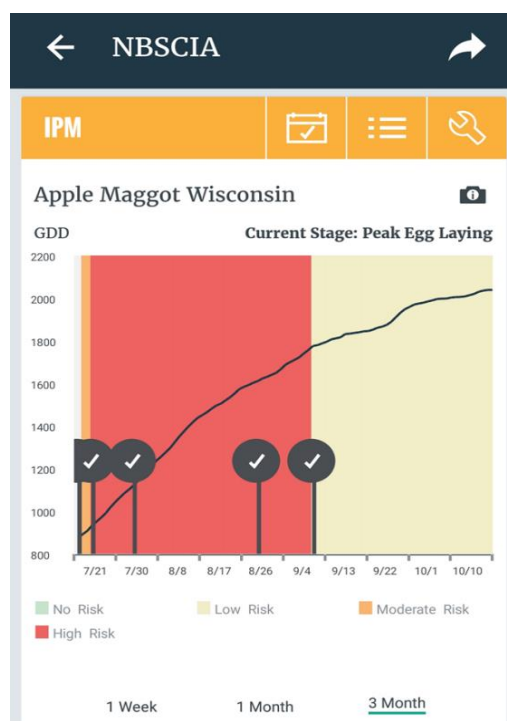 NBSCIA
IPM
Apple Maggot Wisconsin
GDD Current Stage: Peak Egg Laying
2200
2000
1800
1600
1400
1200
1000
800
7/21 7/30 8/8 8/17 8/26 9/4 9/13 9/22 10/1 10/10
No Risk Low Risk Moderate Risk
High Risk
1 Week 1 Month 3 Month